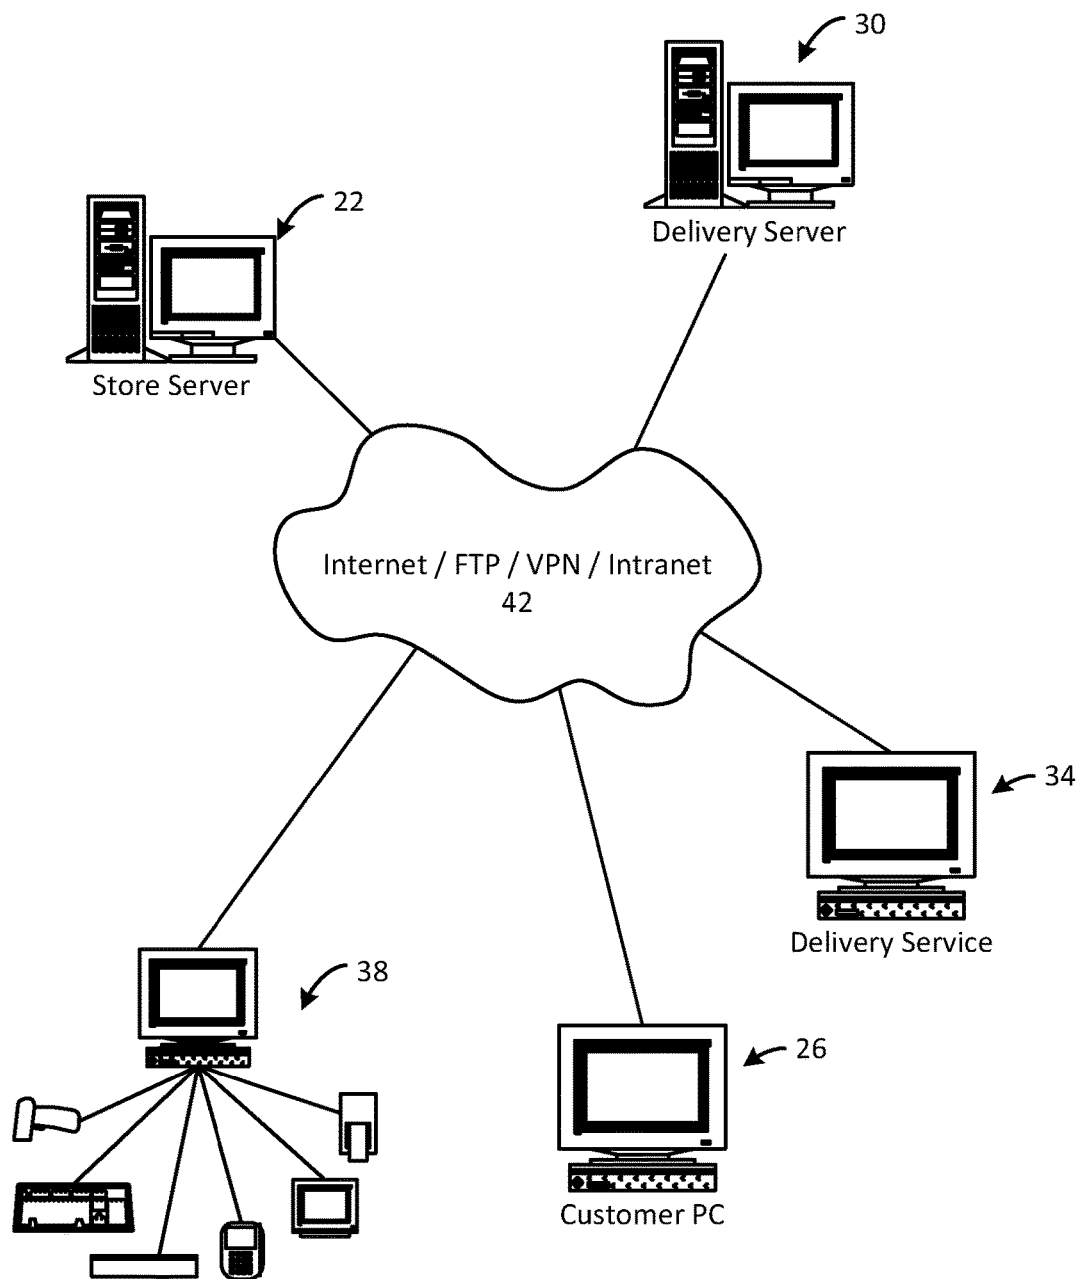 30
Delivery Server
22
Store Server
Internet / FTP / VPN / Intranet
42
34
Delivery Service
38
26
Customer PC